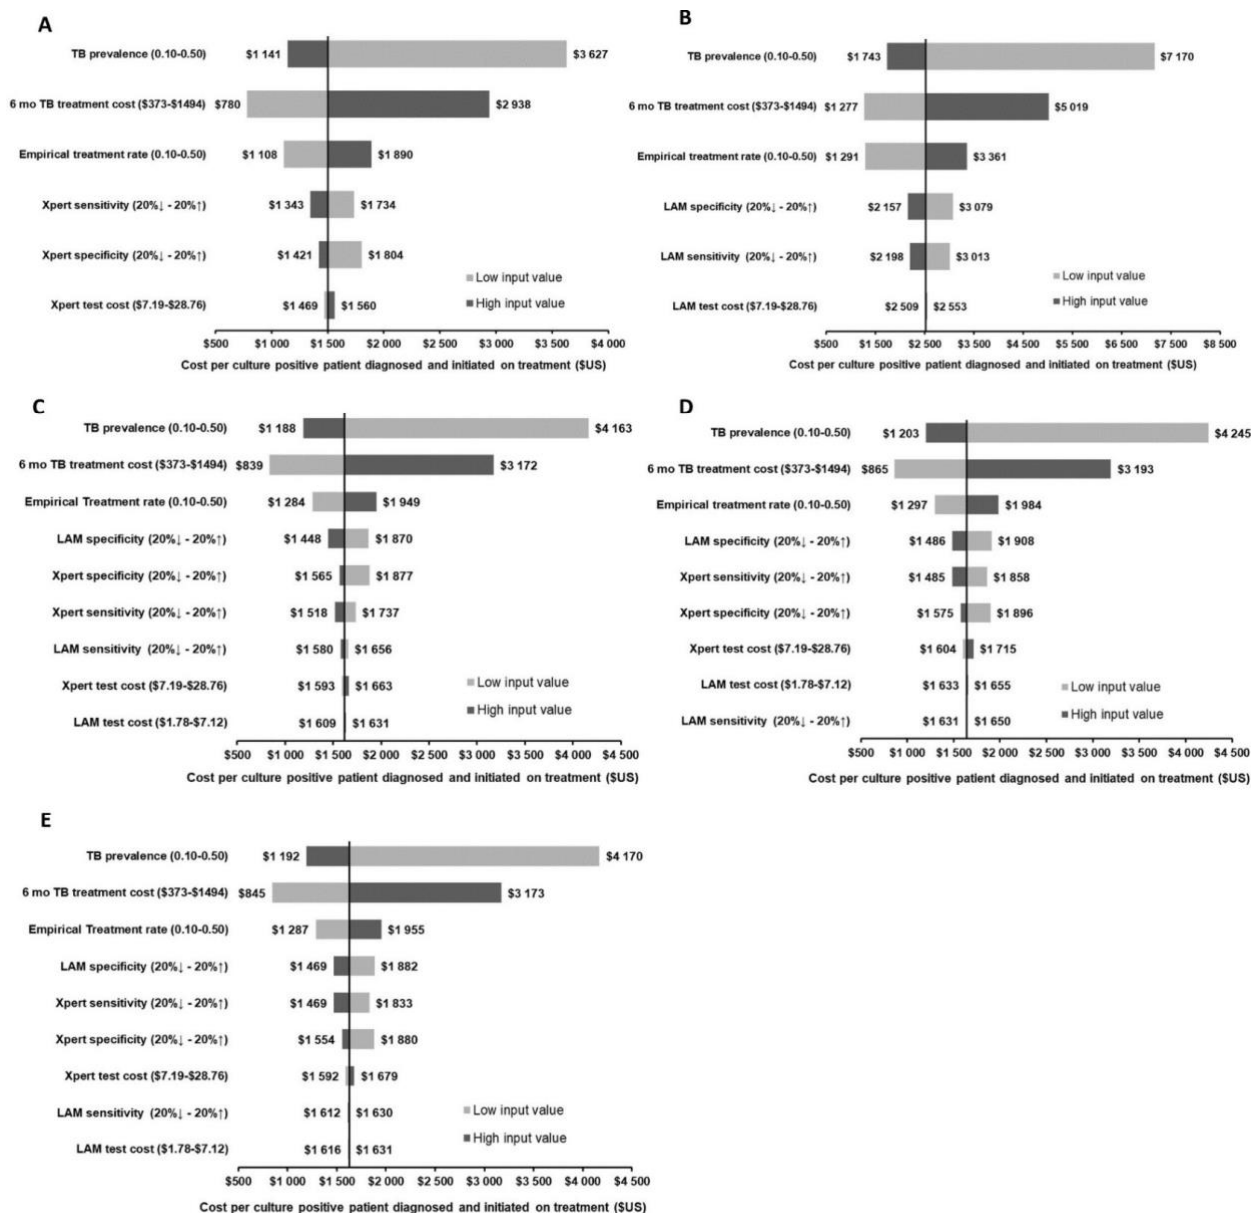 A
TB prevalence (0.10-0.50) $1 141 $3 627
6 mo TB treatment cost ($373-$1494) $780 $2 938
Empirical treatment rate (0.10-0.50) $1 108 $1 890
Xpert sensitivity (20%↓ - 20%↑) $1 343 $1 734
Xpert specificity (20%↓ - 20%↑) $1 421 $1 804
Low input value
Xpert test cost ($7.19-$28.76) $1 469 $1 560 High input value
$500 $1 000 $1 500 $2 000 $2 500 $3 000 $3 500 $4 000
Cost per culture positive patient diagnosed and initiated on treatment ($US)
B
TB prevalence (0.10-0.50) $1 743 $7 170
6 mo TB treatment cost ($373-$1494) $1 277 $5 019
Empirical treatment rate (0.10-0.50) $1 291 $3 361
LAM specificity (20%↓ - 20%↑) $2 157 $3 079
LAM sensitivity (20%↓ - 20%↑) $2 198 $3 013
Low input value
LAM test cost ($7.19-$28.76) $2 509 $2 553 High input value
$500 $1 500 $2 500 $3 500 $4 500 $5 500 $6 500 $7 500 $8 500
Cost per culture positive patient diagnosed and initiated on treatment ($US)
C
TB prevalence (0.10-0.50) $1 188 $4 163
6 mo TB treatment cost ($373-$1494) $839 $3 172
Empirical Treatment rate (0.10-0.50) $1 284 $1 949
LAM specificity (20%↓ - 20%↑) $1 448 $1 870
Xpert specificity (20%↓ - 20%↑) $1 565 $1 877
Xpert sensitivity (20%↓ - 20%↑) $1 518 $1 737
LAM sensitivity (20%↓ - 20%↑) $1 580 $1 656
Xpert test cost ($7.19-$28.76) $1 593 $1 663 Low input value
High input value
LAM test cost ($1.78-$7.12) $1 609 $1 631
$500 $1 000 $1 500 $2 000 $2 500 $3 000 $3 500 $4 000 $4 500
Cost per culture positive patient diagnosed and initiated on treatment ($US)
D
TB prevalence (0.10-0.50) $1 203 $4 245
6 mo TB treatment cost ($373-$1494) $865 $3 193
Empirical treatment rate (0.10-0.50) $1 297 $1 984
LAM specificity (20%↓ - 20%↑) $1 486 $1 908
Xpert sensitivity (20%↓ - 20%↑) $1 485 $1 858
Xpert specificity (20%↓ - 20%↑) $1 575 $1 896
Xpert test cost ($7.19-$28.76) $1 604 $1 715
LAM test cost ($1.78-$7.12) $1 633 $1 655 Low input value
High input value
LAM sensitivity (20%↓ - 20%↑) $1 631 $1 650
$500 $1 000 $1 500 $2 000 $2 500 $3 000 $3 500 $4 000 $4 500
Cost per culture positive patient diagnosed and initiated on treatment ($US)
E
TB prevalence (0.10-0.50) $1 192 $4 170
6 mo TB treatment cost ($373-$1494) $845 $3 173
Empirical Treatment rate (0.10-0.50) $1 287 $1 955
LAM specificity (20%↓ - 20%↑) $1 469 $1 882
Xpert sensitivity (20%↓ - 20%↑) $1 469 $1 833
Xpert specificity (20%↓ - 20%↑) $1 554 $1 880
Xpert test cost ($7.19-$28.76) $1 592 $1 679
LAM sensitivity (20%↓ - 20%↑) $1 612 $1 630 Low input value
High input value
LAM test cost ($1.78-$7.12) $1 616 $1 631
$500 $1 000 $1 500 $2 000 $2 500 $3 000 $3 500 $4 000 $4 500
Cost per culture positive patient diagnosed and initiated on treatment ($US)